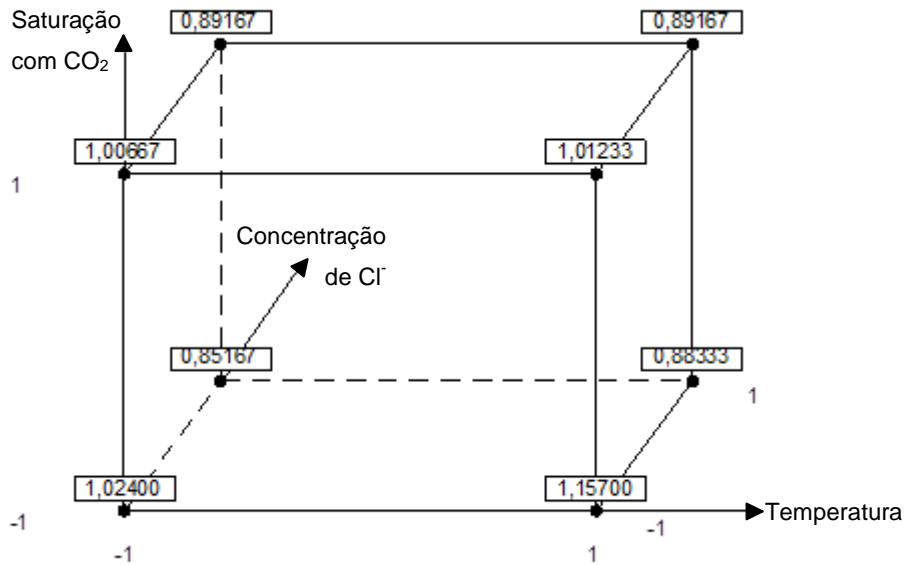 Saturação
com CO₂
0,89167
0,89167
1,00667
1,01233
1
Concentração
de Cl⁻
0,85167
0,88333
1
1,02400
1,15700
-1
Temperatura
-1
-1
1